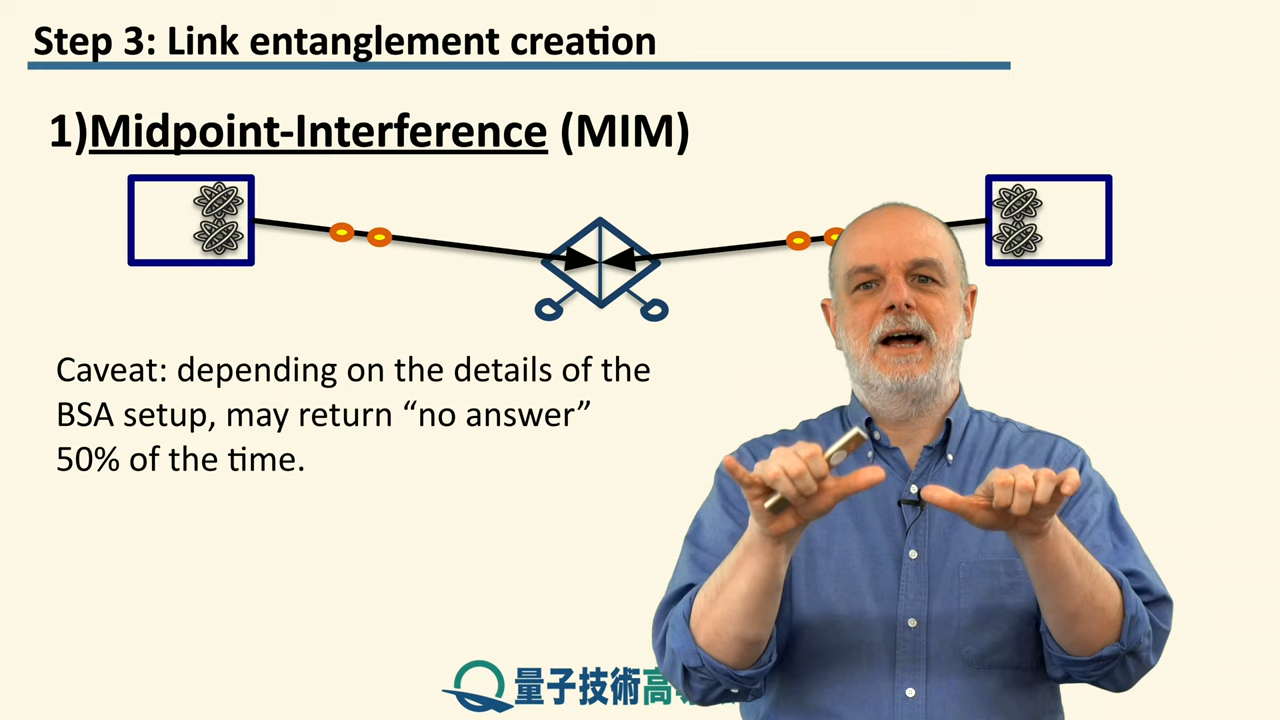 Step 3: Link entanglement creation
1)Midpoint-Interference (MIM)
Caveat: depending on the details of the
BSA setup, may return “no answer”
50% of the time.
量子技術高